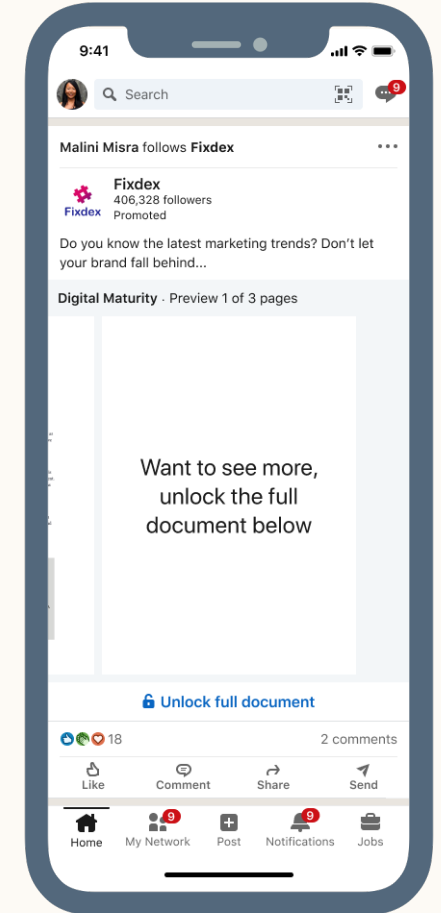 9:41
Search
9
Malini Misra follows Fixdex
Fixdex
Fixdex
406,328 followers
Promoted
Do you know the latest marketing trends? Don’t let
your brand fall behind...
Digital Maturity · Preview 1 of 3 pages
Want to see more,
unlock the full
document below
Unlock full document
18
2 comments
Like
Comment
Share
Send
9
9
Home
My Network
Post
Notifications
Jobs